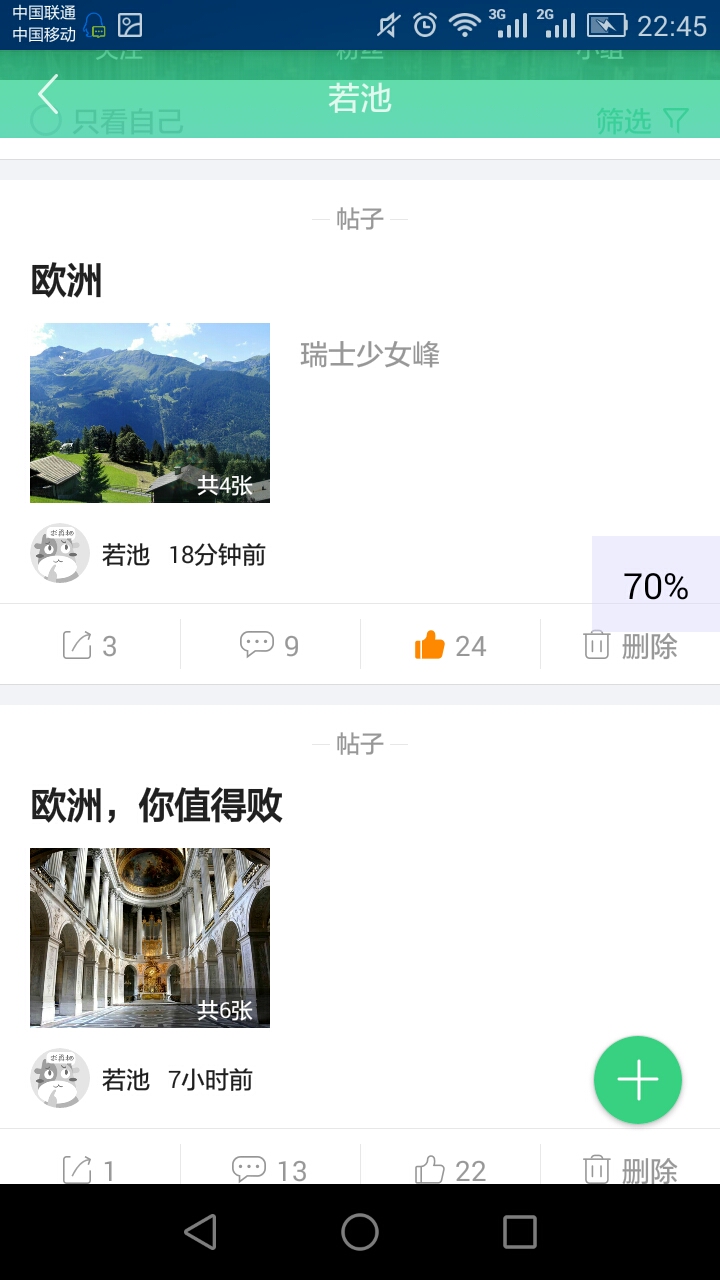 中国联通
中国移动
3G 2G 22:45
关注 粉丝 小组
若池
只看自己 筛选
帖子
欧洲
瑞士少女峰
共4张
若池 18分钟前
70%
3 9 24 删除
帖子
欧洲，你值得败
共6张
若池 7小时前
1 13 22 删除